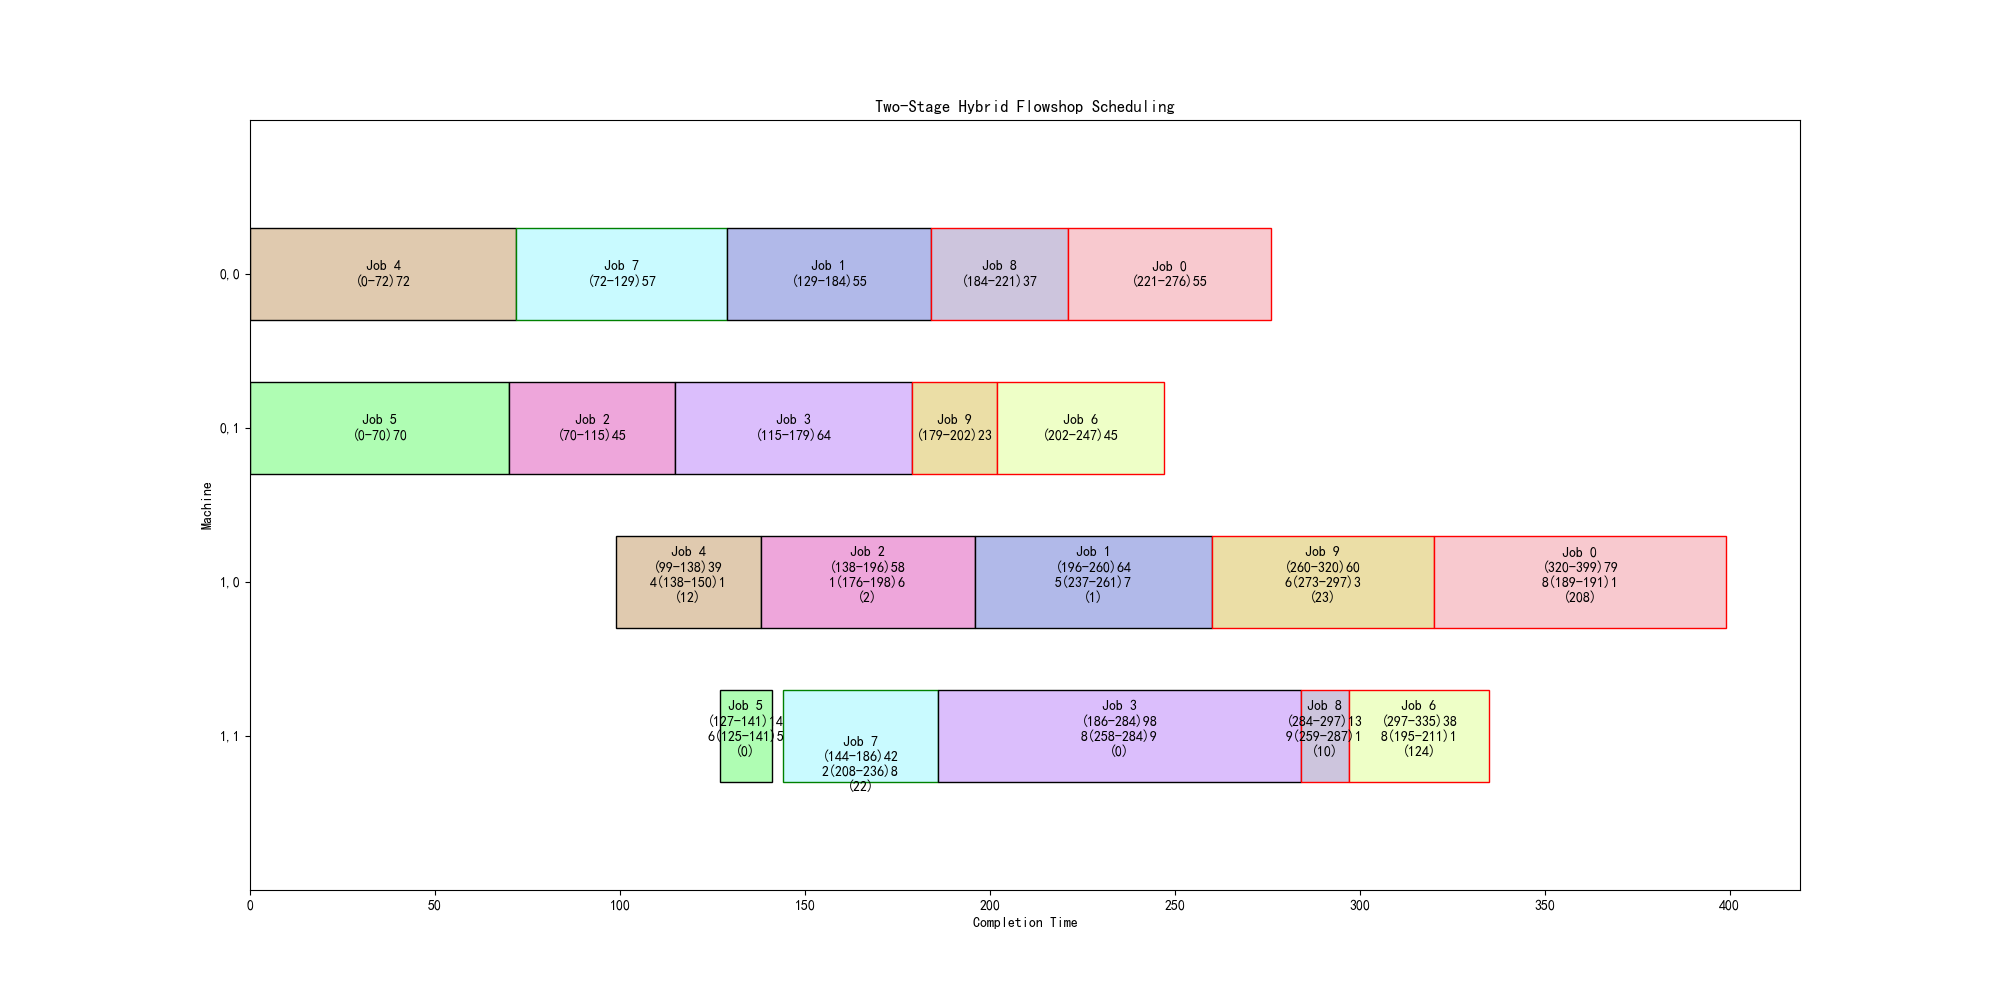 Two-Stage Hybrid Flowshop Scheduling
Machine
0,0
Job 4
(0-72)72
Job 7
(72-129)57
Job 1
(129-184)55
Job 8
(184-221)37
Job 0
(221-276)55
0,1
Job 5
(0-70)70
Job 2
(70-115)45
Job 3
(115-179)64
Job 9
(179-202)23
Job 6
(202-247)45
1,0
Job 4
(99-138)39
4(138-150)1
(12)
Job 2
(138-196)58
1(176-198)6
(2)
Job 1
(196-260)64
5(237-261)7
(1)
Job 9
(260-320)60
6(273-297)3
(23)
Job 0
(320-399)79
8(189-191)1
(208)
1,1
Job 5
(127-141)14
6(125-141)5
(0)
Job 7
(144-186)42
2(208-236)8
(22)
Job 3
(186-284)98
8(258-284)9
(0)
Job 8
(284-297)13
9(259-287)1
(10)
Job 6
(297-335)38
8(195-211)1
(124)
0 50 100 150 200 250 300 350 400
Completion Time